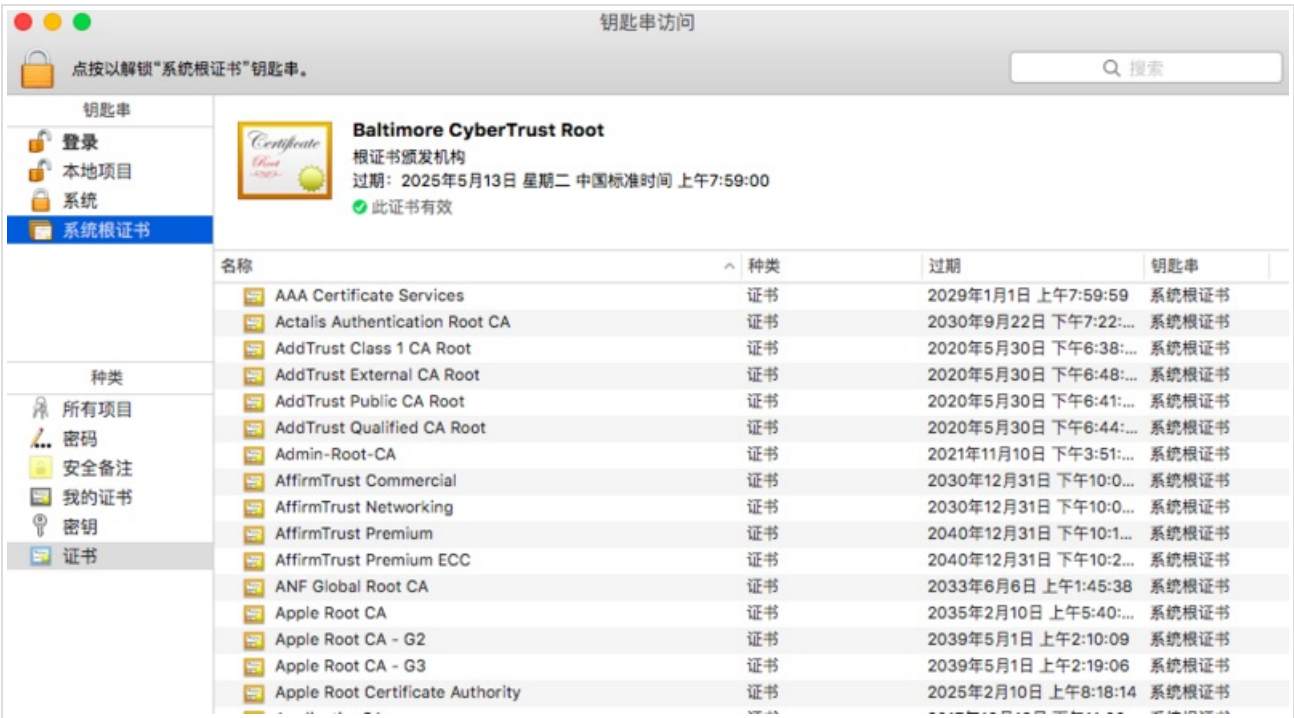 钥匙串访问
点按以解锁“系统根证书”钥匙串。
搜索
钥匙串
登录
本地项目
系统
系统根证书
种类
所有项目
密码
安全备注
我的证书
密钥
证书
Certificate
Root
Baltimore CyberTrust Root
根证书颁发机构
过期：2025年5月13日 星期二 中国标准时间 上午7:59:00
此证书有效
名称 种类 过期 钥匙串
AAA Certificate Services 证书 2029年1月1日 上午7:59:59 系统根证书
Actalis Authentication Root CA 证书 2030年9月22日 下午7:22:... 系统根证书
AddTrust Class 1 CA Root 证书 2020年5月30日 下午6:38:... 系统根证书
AddTrust External CA Root 证书 2020年5月30日 下午6:48:... 系统根证书
AddTrust Public CA Root 证书 2020年5月30日 下午6:41:... 系统根证书
AddTrust Qualified CA Root 证书 2020年5月30日 下午6:44:... 系统根证书
Admin-Root-CA 证书 2021年11月10日 下午3:51:... 系统根证书
AffirmTrust Commercial 证书 2030年12月31日 下午10:0... 系统根证书
AffirmTrust Networking 证书 2030年12月31日 下午10:0... 系统根证书
AffirmTrust Premium 证书 2040年12月31日 下午10:1... 系统根证书
AffirmTrust Premium ECC 证书 2040年12月31日 下午10:2... 系统根证书
ANF Global Root CA 证书 2033年6月6日 上午1:45:38 系统根证书
Apple Root CA 证书 2035年2月10日 上午5:40:... 系统根证书
Apple Root CA - G2 证书 2039年5月1日 上午2:10:09 系统根证书
Apple Root CA - G3 证书 2039年5月1日 上午2:19:06 系统根证书
Apple Root Certificate Authority 证书 2025年2月10日 上午8:18:14 系统根证书